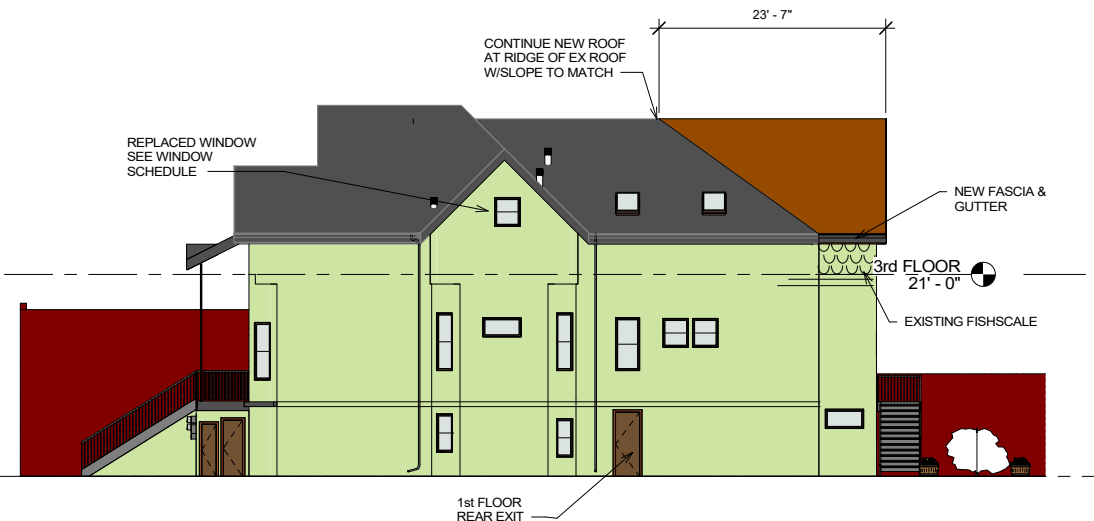 23' - 7"
CONTINUE NEW ROOF
AT RIDGE OF EX ROOF
W/SLOPE TO MATCH
REPLACED WINDOW
SEE WINDOW
SCHEDULE
NEW FASCIA &
GUTTER
3rd FLOOR
21' - 0"
EXISTING FISHSCALE
1st FLOOR
REAR EXIT